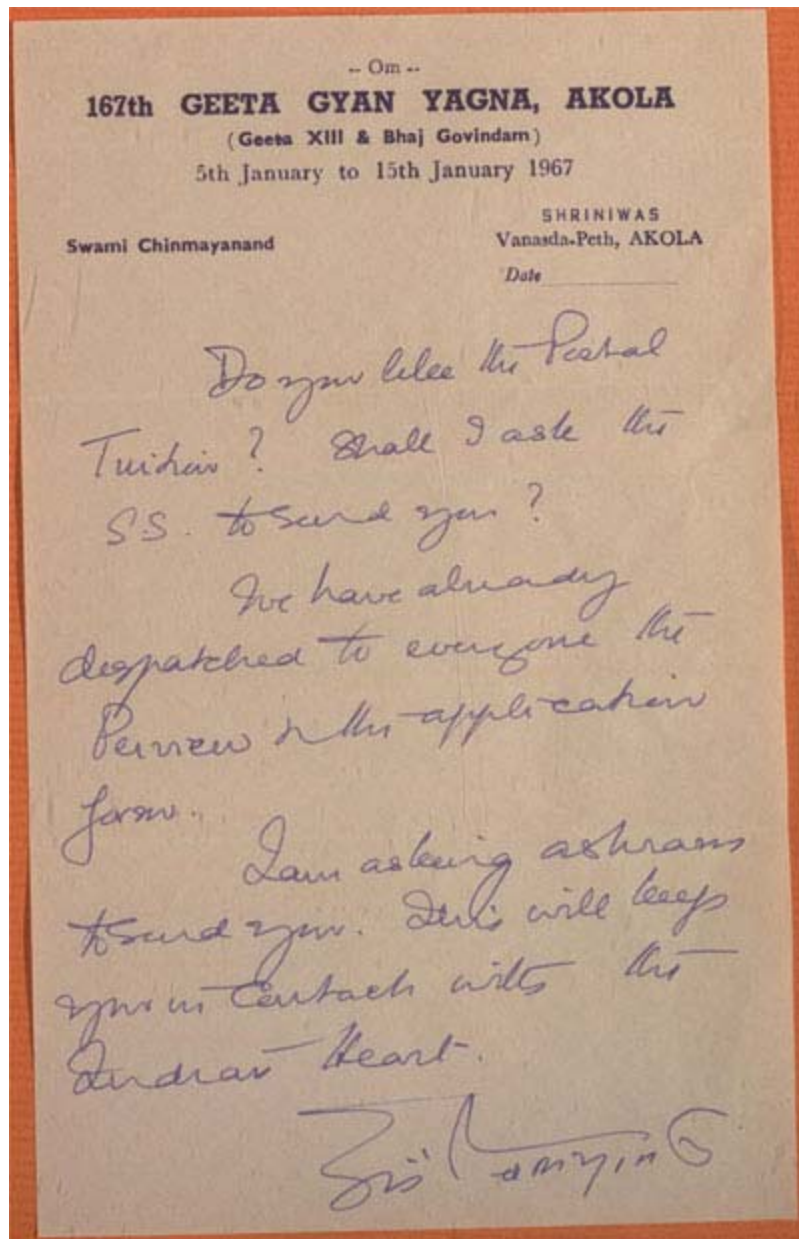 -- Om --
167th GEETA GYAN YAGNA, AKOLA
(Geeta XIII & Bhaj Govindam)
5th January to 15th January 1967
SHRINIWAS
Swami Chinmayanand
Vanasda-Peth, AKOLA
Date
Do you like the Postal
Tuition? Shall I ask the
S.S. to send you?
We have already
despatched to everyone the
in the application
form.
I am asking ashram
to send you. This will keep
you in Contact with the
Indian Heart.